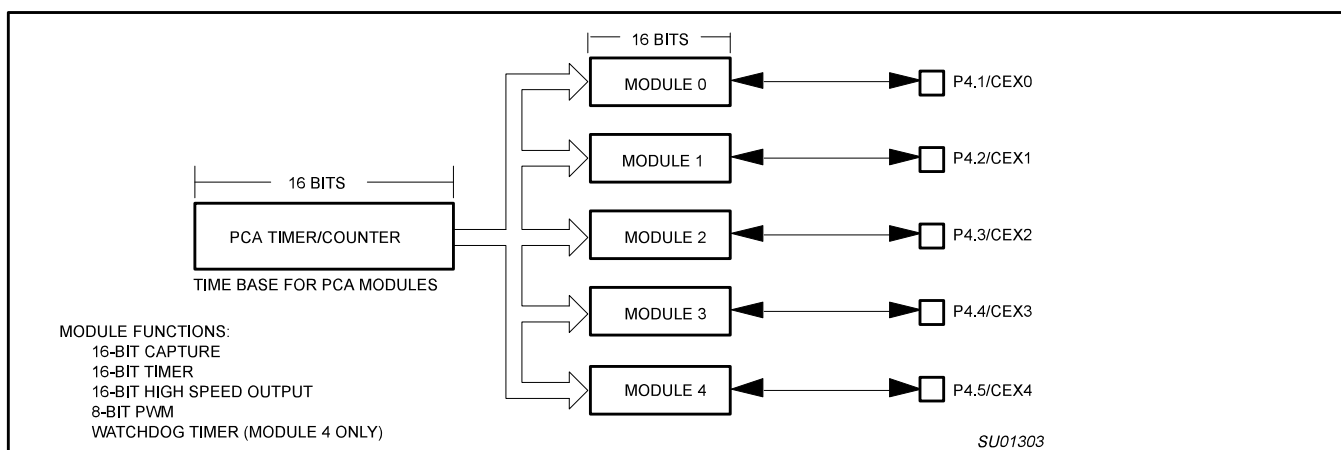 16 BITS
MODULE 0
P4.1/CEX0
MODULE 1
P4.2/CEX1
16 BITS
PCA TIMER/COUNTER
MODULE 2
P4.3/CEX2
TIME BASE FOR PCA MODULES
MODULE 3
P4.4/CEX3
MODULE FUNCTIONS:
16-BIT CAPTURE
16-BIT TIMER
16-BIT HIGH SPEED OUTPUT
8-BIT PWM
WATCHDOG TIMER (MODULE 4 ONLY)
MODULE 4
P4.5/CEX4
SU01303